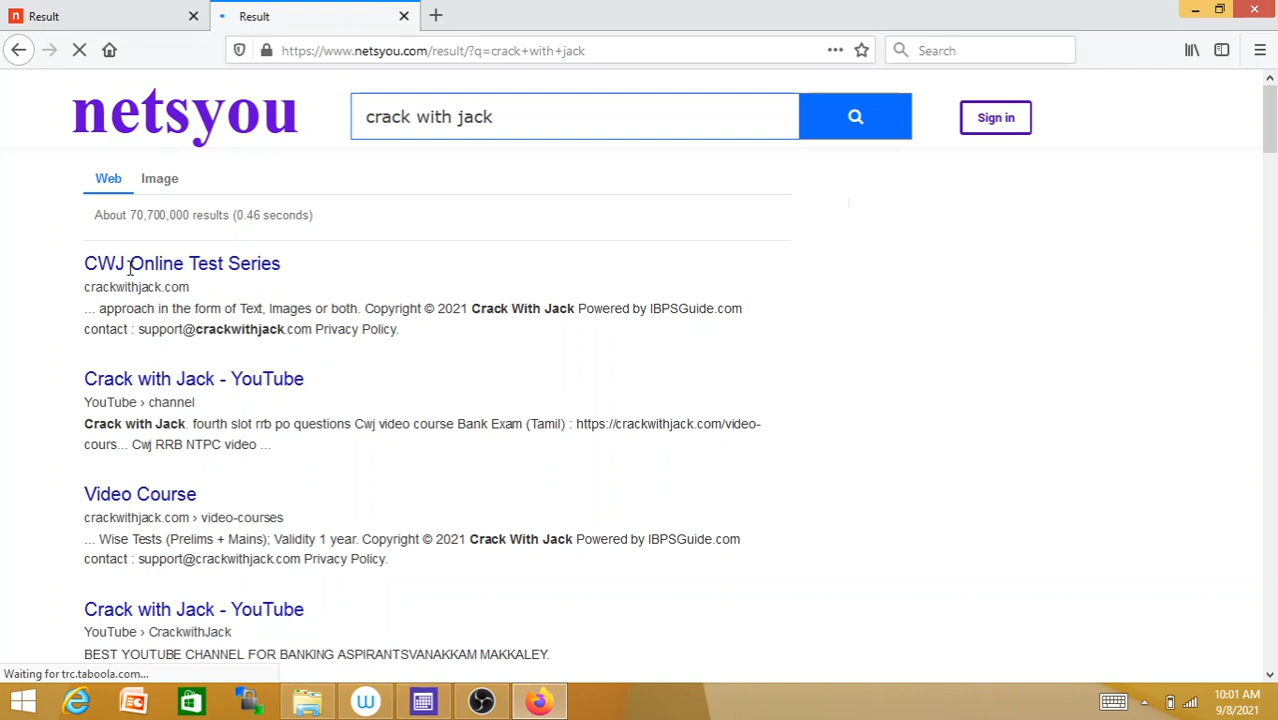 n Result
Result
https://www.netsyou.com/result/?q=crack+with+jack
Search
netsyou
crack with jack
Sign in
Web
Image
About 70,700,000 results (0.46 seconds)
CWJ Online Test Series
crackwithjack.com
... approach in the form of Text, Images or both. Copyright © 2021 Crack With Jack Powered by IBPSGuide.com
contact : support@crackwithjack.com Privacy Policy.
Crack with Jack - YouTube
YouTube › channel
Crack with Jack. fourth slot rrb po questions Cwj video course Bank Exam (Tamil) : https://crackwithjack.com/video-
cours... Cwj RRB NTPC video ...
Video Course
crackwithjack.com › video-courses
... Wise Tests (Prelims + Mains); Validity 1 year. Copyright © 2021 Crack With Jack Powered by IBPSGuide.com
contact : support@crackwithjack.com Privacy Policy.
Crack with Jack - YouTube
YouTube › CrackwithJack
BEST YOUTUBE CHANNEL FOR BANKING ASPIRANTSVANAKKAM MAKKALEY.
Waiting for trc.taboola.com...
10:01 AM
9/8/2021